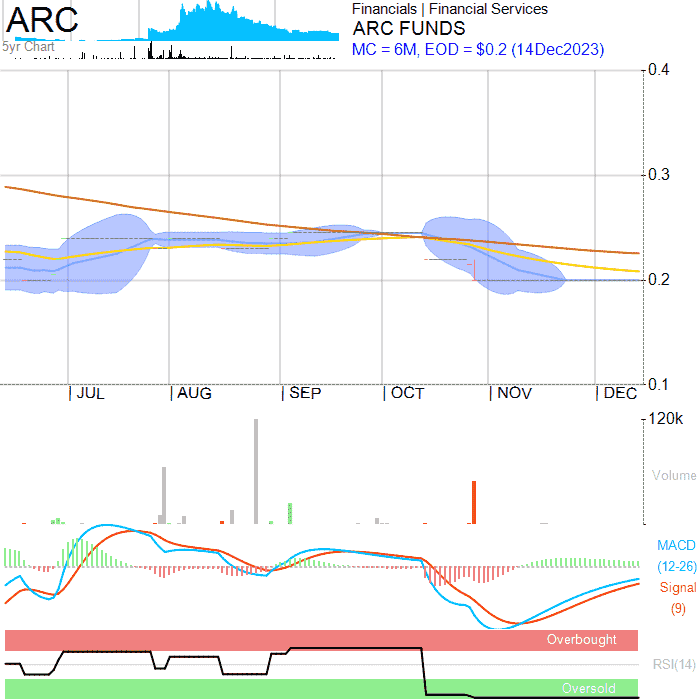 ARC
5yr Chart
Financials | Financial Services
ARC FUNDS
MC = 6M, EOD = $0.2 (14Dec2023)
0.4
0.3
0.2
0.1
| JUL | AUG | SEP | OCT | NOV | DEC
120k
Volume
MACD
(12-26)
Signal
(9)
Overbought
RSI(14)
Oversold